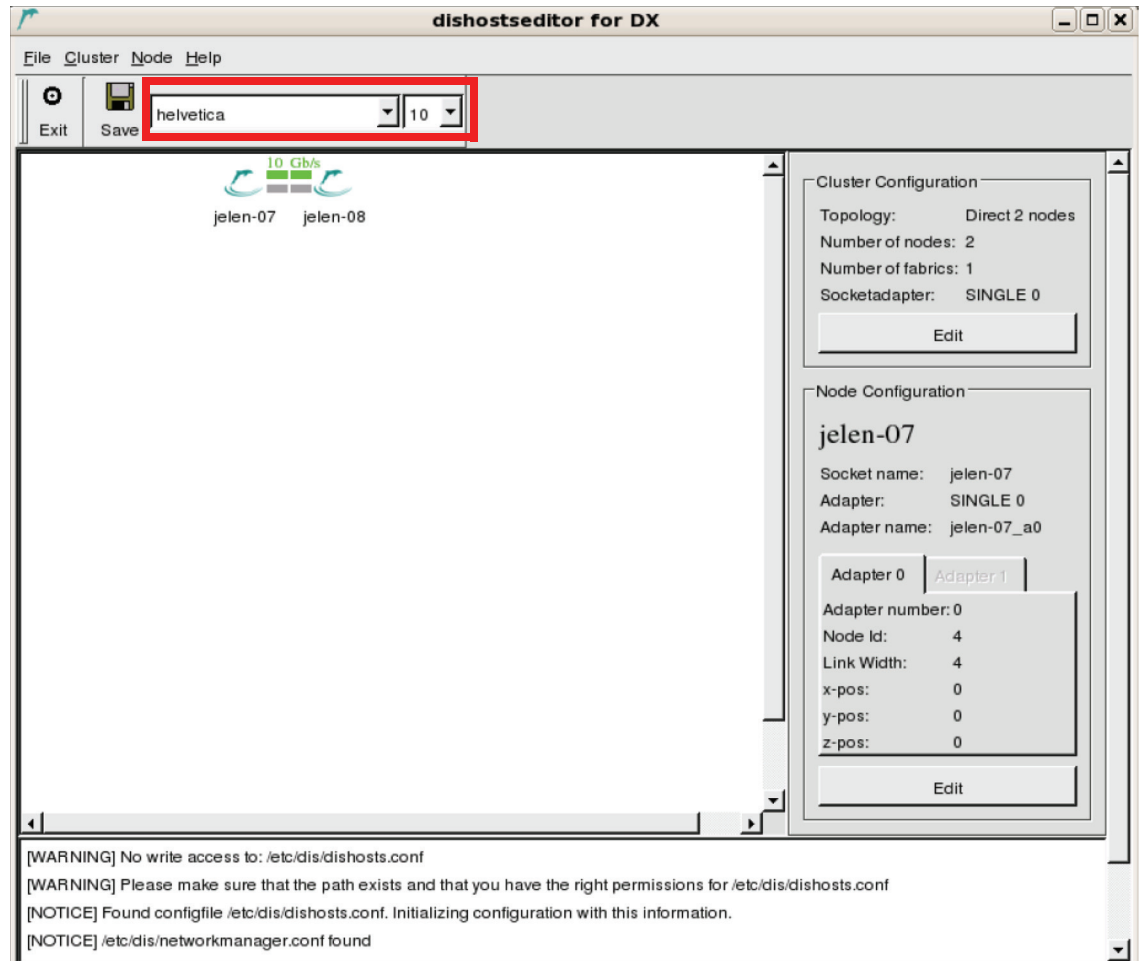 dishostseditor for DX
File Cluster Node Help
Exit Save helvetica 10
10 Gb/s
jelen-07 jelen-08
Cluster Configuration
Topology: Direct 2 nodes
Number of nodes: 2
Number of fabrics: 1
Socketadapter: SINGLE 0
Edit
Node Configuration
jelen-07
Socket name: jelen-07
Adapter: SINGLE 0
Adapter name: jelen-07_a0
Adapter 0 Adapter 1
Adapter number: 0
Node Id: 4
Link Width: 4
x-pos: 0
y-pos: 0
z-pos: 0
Edit
[WARNING] No write access to: /etc/dis/dishosts.conf
[WARNING] Please make sure that the path exists and that you have the right permissions for /etc/dis/dishosts.conf
[NOTICE] Found configfile /etc/dis/dishosts.conf. Initializing configuration with this information.
[NOTICE] /etc/dis/networkmanager.conf found